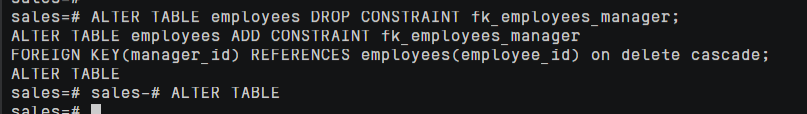 sales=# ALTER TABLE employees DROP CONSTRAINT fk_employees_manager;
ALTER TABLE employees ADD CONSTRAINT fk_employees_manager
FOREIGN KEY(manager_id) REFERENCES employees(employee_id) on delete cascade;
ALTER TABLE
sales=# sales-# ALTER TABLE
sales=#